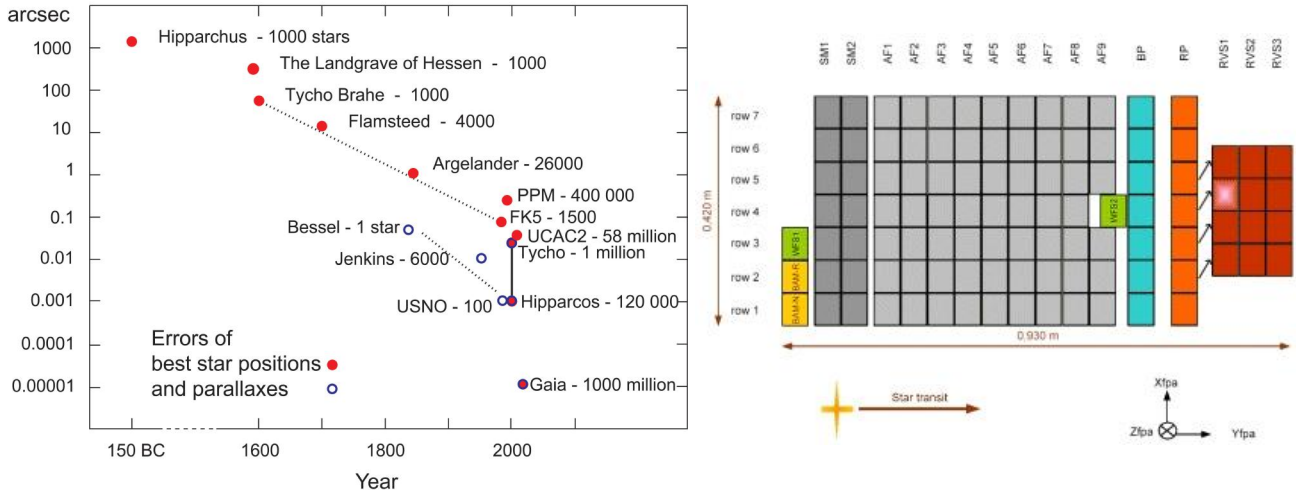 arcsec
1000
100
10
1
0.1
0.01
0.001
0.0001
0.00001
Hipparchus - 1000 stars
The Landgrave of Hessen - 1000
Tycho Brahe - 1000
Flamsteed - 4000
Argelander - 26000
PPM - 400 000
FK5 - 1500
Bessel - 1 star
UCAC2 - 58 million
Tycho - 1 million
Jenkins - 6000
USNO - 100
Hipparcos - 120 000
Errors of
best star positions
and parallaxes
Gaia - 1000 million
150 BC
1600
1800
2000
Year
SM1
SM2
AF1
AF2
AF3
AF4
AF5
AF6
AF7
AF8
AF9
BP
RP
RVS1
RVS2
RVS3
row 7
row 6
row 5
row 4
row 3
row 2
row 1
0,420 m
WFS2
WFS1
BAM-R
BAM-N
0,930 m
Star transit
Xfpa
Zfpa
Yfpa